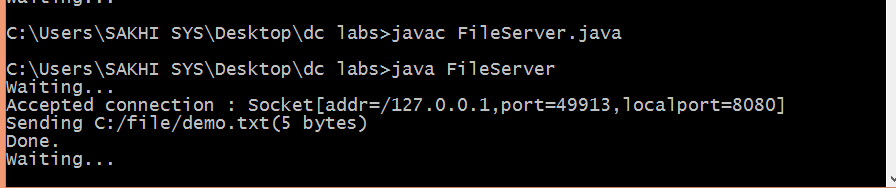 Waiting...
C:\Users\SAKHI SYS\Desktop\dc labs>javac FileServer.java
C:\Users\SAKHI SYS\Desktop\dc labs>java FileServer
Waiting...
Accepted connection : Socket[addr=/127.0.0.1,port=49913,localport=8080]
Sending C:/file/demo.txt(5 bytes)
Done.
Waiting...